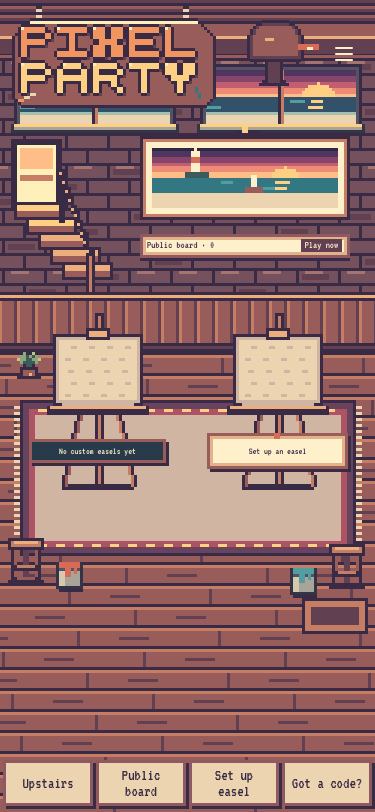 PIXEL
PARTY
Public board · 0
Play now
No custom easels yet
Set up an easel
Upstairs
Public
board
Set up
easel
Got a code?